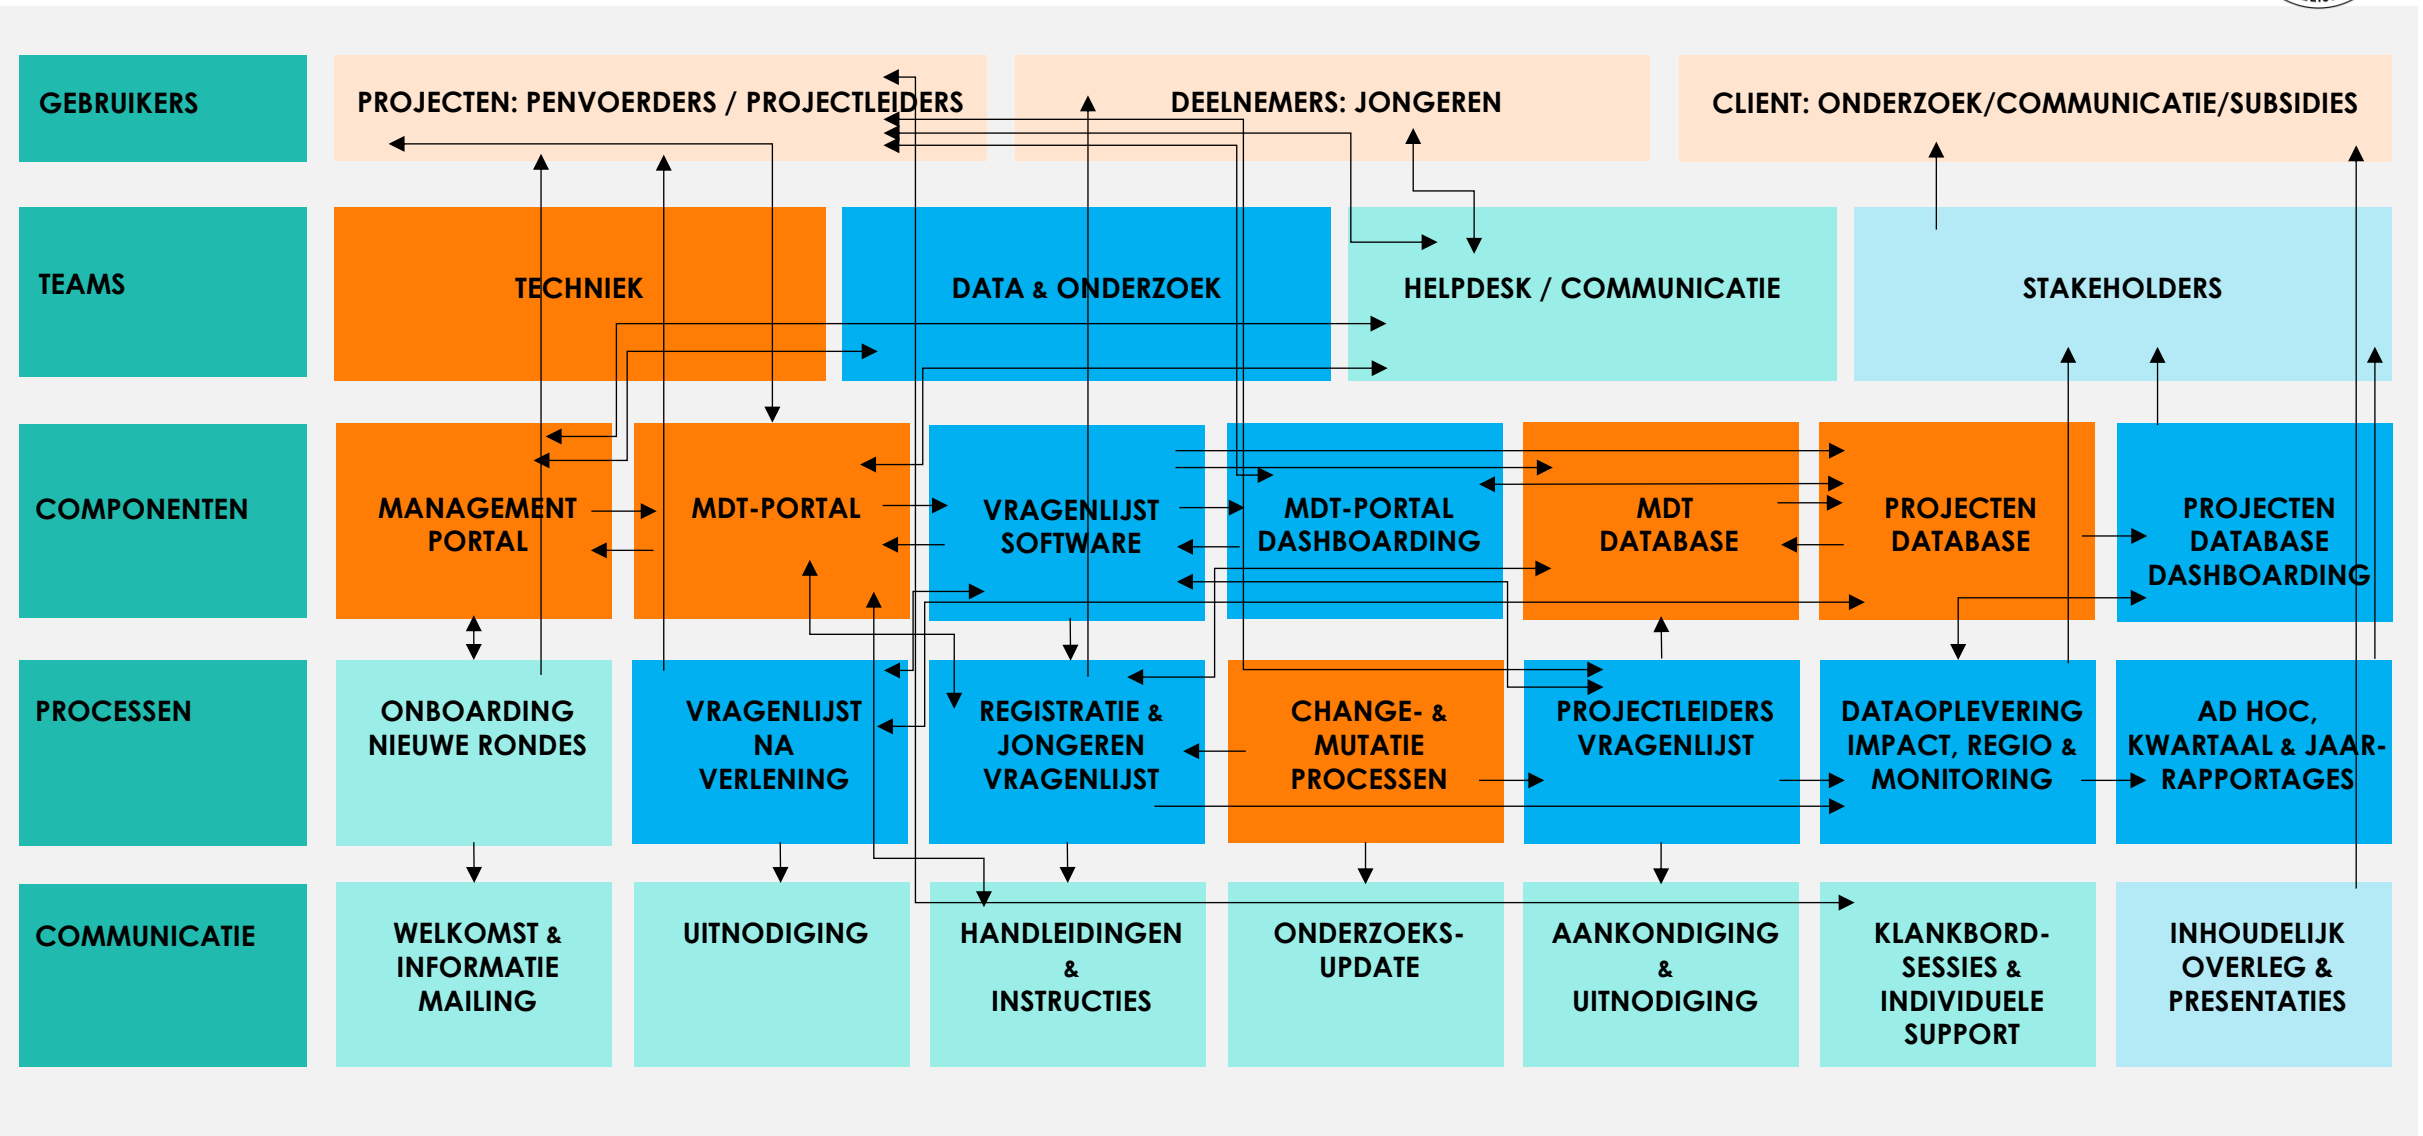 GEBRUIKERS
PROJECTEN: PENVOERDERS / PROJECTLEIDERS
DEELNEMERS: JONGEREN
CLIENT: ONDERZOEK/COMMUNICATIE/SUBSIDIES
TEAMS
TECHNIEK
DATA & ONDERZOEK
HELPDESK / COMMUNICATIE
STAKEHOLDERS
COMPONENTEN
MANAGEMENT
PORTAL
MDT-PORTAL
VRAGENLIJST
SOFTWARE
MDT-PORTAL
DASHBOARDING
MDT
DATABASE
PROJECTEN
DATABASE
PROJECTEN
DATABASE
DASHBOARDING
PROCESSEN
ONBOARDING
NIEUWE RONDES
VRAGENLIJST
NA
VERLENING
REGISTRATIE &
JONGEREN
VRAGENLIJST
CHANGE- &
MUTATIE
PROCESSEN
PROJECTLEIDERS
VRAGENLIJST
DATAOPLEVERING
IMPACT, REGIO &
MONITORING
AD HOC,
KWARTAAL & JAAR-
RAPPORTAGES
COMMUNICATIE
WELKOMST &
INFORMATIE
MAILING
UITNODIGING
HANDLEIDINGEN
&
INSTRUCTIES
ONDERZOEKS-
UPDATE
AANKONDIGING
&
UITNODIGING
KLANKBORD-
SESSIES &
INDIVIDUELE
SUPPORT
INHOUDELIJK
OVERLEG &
PRESENTATIES